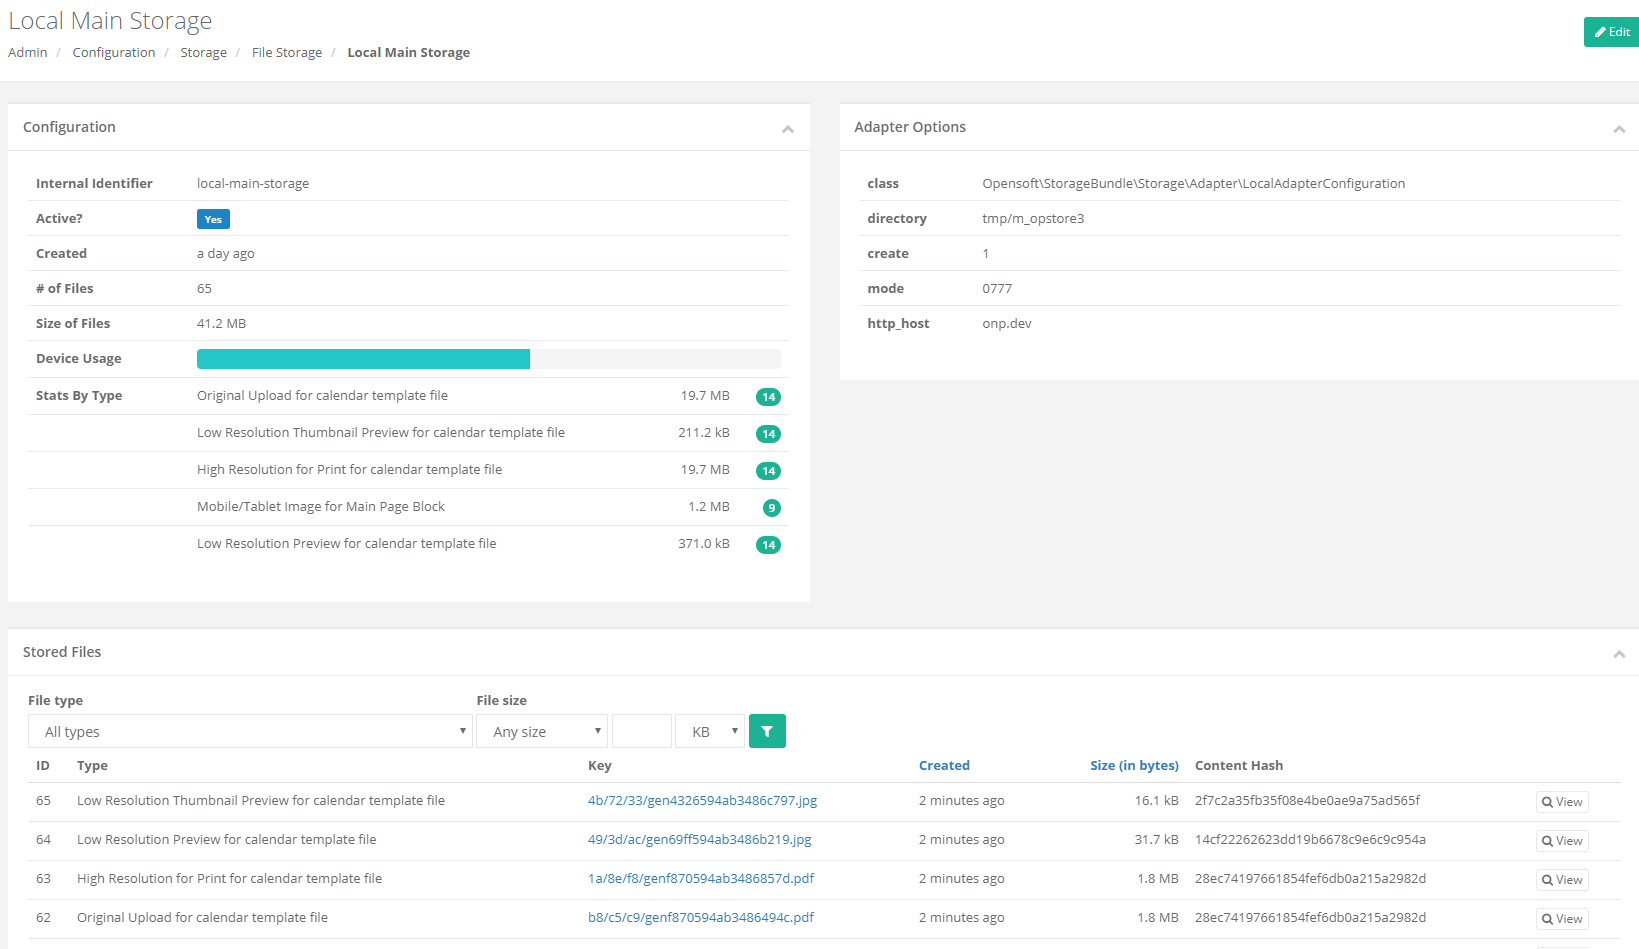 Local Main Storage
Admin / Configuration / Storage / File Storage / Local Main Storage
Edit
Configuration
Internal Identifier local-main-storage
Active? Yes
Created a day ago
# of Files 65
Size of Files 41.2 MB
Device Usage
Stats By Type Original Upload for calendar template file 19.7 MB 14
Low Resolution Thumbnail Preview for calendar template file 211.2 kB 14
High Resolution for Print for calendar template file 19.7 MB 14
Mobile/Tablet Image for Main Page Block 1.2 MB 9
Low Resolution Preview for calendar template file 371.0 kB 14
Adapter Options
class Opensoft\StorageBundle\Storage\Adapter\LocalAdapterConfiguration
directory tmp/m_opstore3
create 1
mode 0777
http_host onp.dev
Stored Files
File type File size
All types Any size KB
ID Type Key Created Size (in bytes) Content Hash
65 Low Resolution Thumbnail Preview for calendar template file 4b/72/33/gen4326594ab3486c797.jpg 2 minutes ago 16.1 kB 2f7c2a35fb35f08e4be0ae9a75ad565f View
64 Low Resolution Preview for calendar template file 49/3d/ac/gen69ff594ab3486b219.jpg 2 minutes ago 31.7 kB 14cf22262623dd19b6678c9e6c9c954a View
63 High Resolution for Print for calendar template file 1a/8e/f8/genf870594ab3486857d.pdf 2 minutes ago 1.8 MB 28ec74197661854fef6db0a215a2982d View
62 Original Upload for calendar template file b8/c5/c9/genf870594ab3486494c.pdf 2 minutes ago 1.8 MB 28ec74197661854fef6db0a215a2982d View